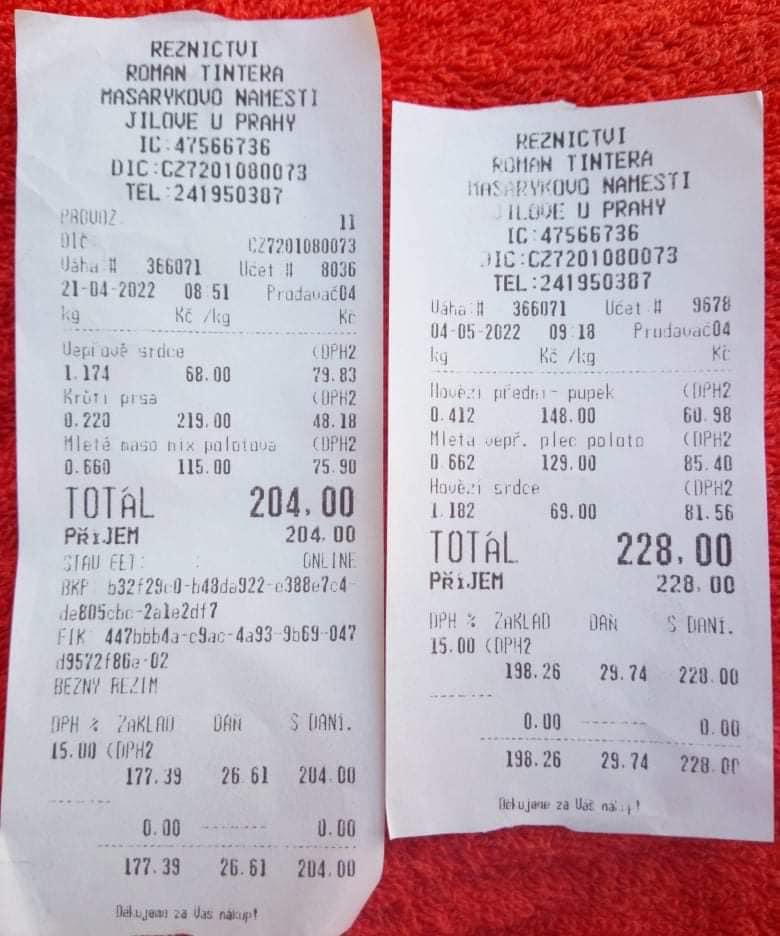 REZNICTVI
ROMAN TINTERA
MASARYKOVO NAMESTI
JILOVE U PRAHY
IC:47566736
DIC:CZ7201080073
TEL:241950387
PROVOZ 11
DIČ CZ7201080073
Váha # 366071 Účet # 8036
21-04-2022 08:51 Prodavač04
kg Kč /kg Kč
Vepřové srdce (DPH2
1.174 68.00 79.83
Krůtí prsa (DPH2
0.220 219.00 48.18
Mleté maso mix polotova (DPH2
0.660 115.00 75.90
TOTÁL 204,00
PŘíJEM 204.00
STAV EET: : ONLINE
BKP: b32f29c0-b48da922-e388e7c4-
de805cbc-2a1e2df7
FIK: 447bbb4a-c9ac-4a93-9b69-047
d9572f86e-02
BEZNY REZIM
DPH % ZAKLAD DAŇ S DANÍ.
15.00 (DPH2
177.39 26.61 204.00
0.00 ------- 0.00
177.39 26.61 204.00
Děkujeme za Váš nákup!
REZNICTVI
ROMAN TINTERA
MASARYKOVO NAMESTI
JILOVE U PRAHY
IC:47566736
DIC:CZ7201080073
TEL:241950387
Váha # 366071 Účet # 9678
04-05-2022 09:18 Prodavač04
kg Kč /kg Kč
Hovězí přední- pupek (DPH2
0.412 148.00 60.98
Mletá vepř. plec poloto (DPH2
0.662 129.00 85.40
Hovězí srdce (DPH2
1.182 69.00 81.56
TOTÁL 228,00
PŘíJEM 228.00
DPH % ZAKLAD DAŇ S DANÍ.
15.00 (DPH2
198.26 29.74 228.00
0.00 ------- 0.00
198.26 29.74 228.00
Děkujeme za Váš nákup!